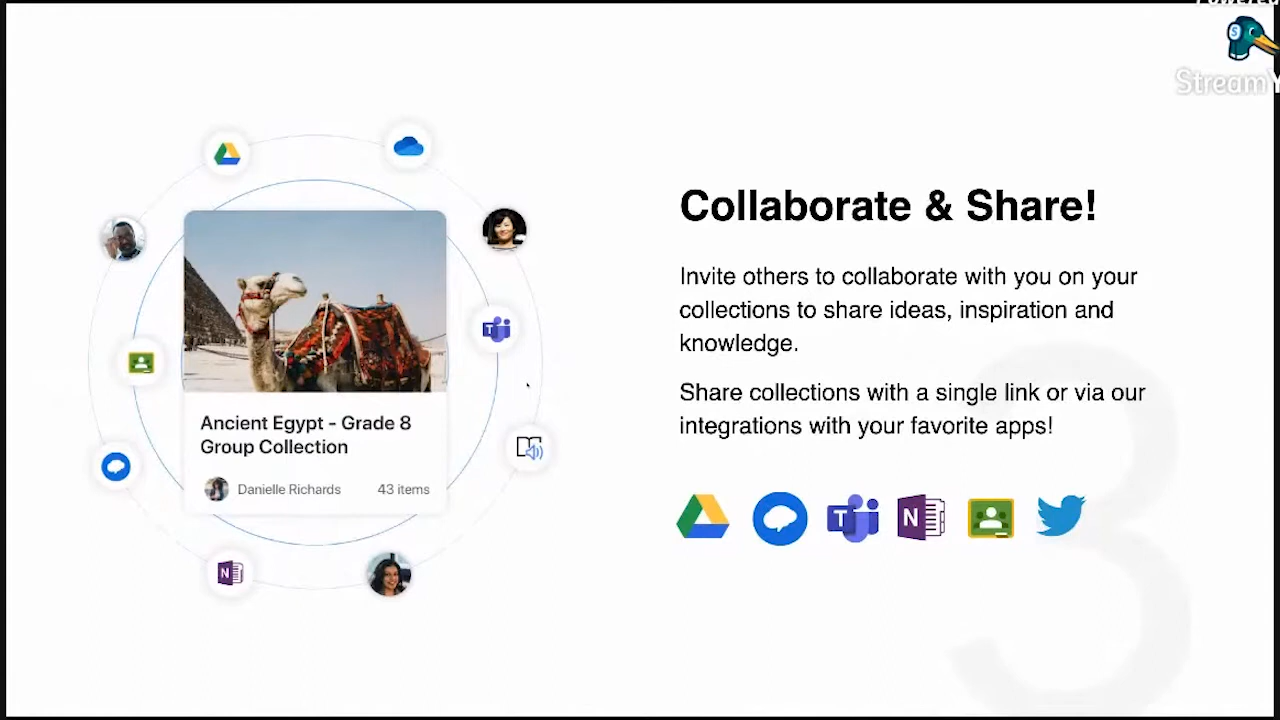 Powered
StreamY
Collaborate & Share!
Invite others to collaborate with you on your
collections to share ideas, inspiration and
knowledge.
Share collections with a single link or via our
integrations with your favorite apps!
Ancient Egypt - Grade 8
Group Collection
Danielle Richards 43 items
T
N
T N
S
3